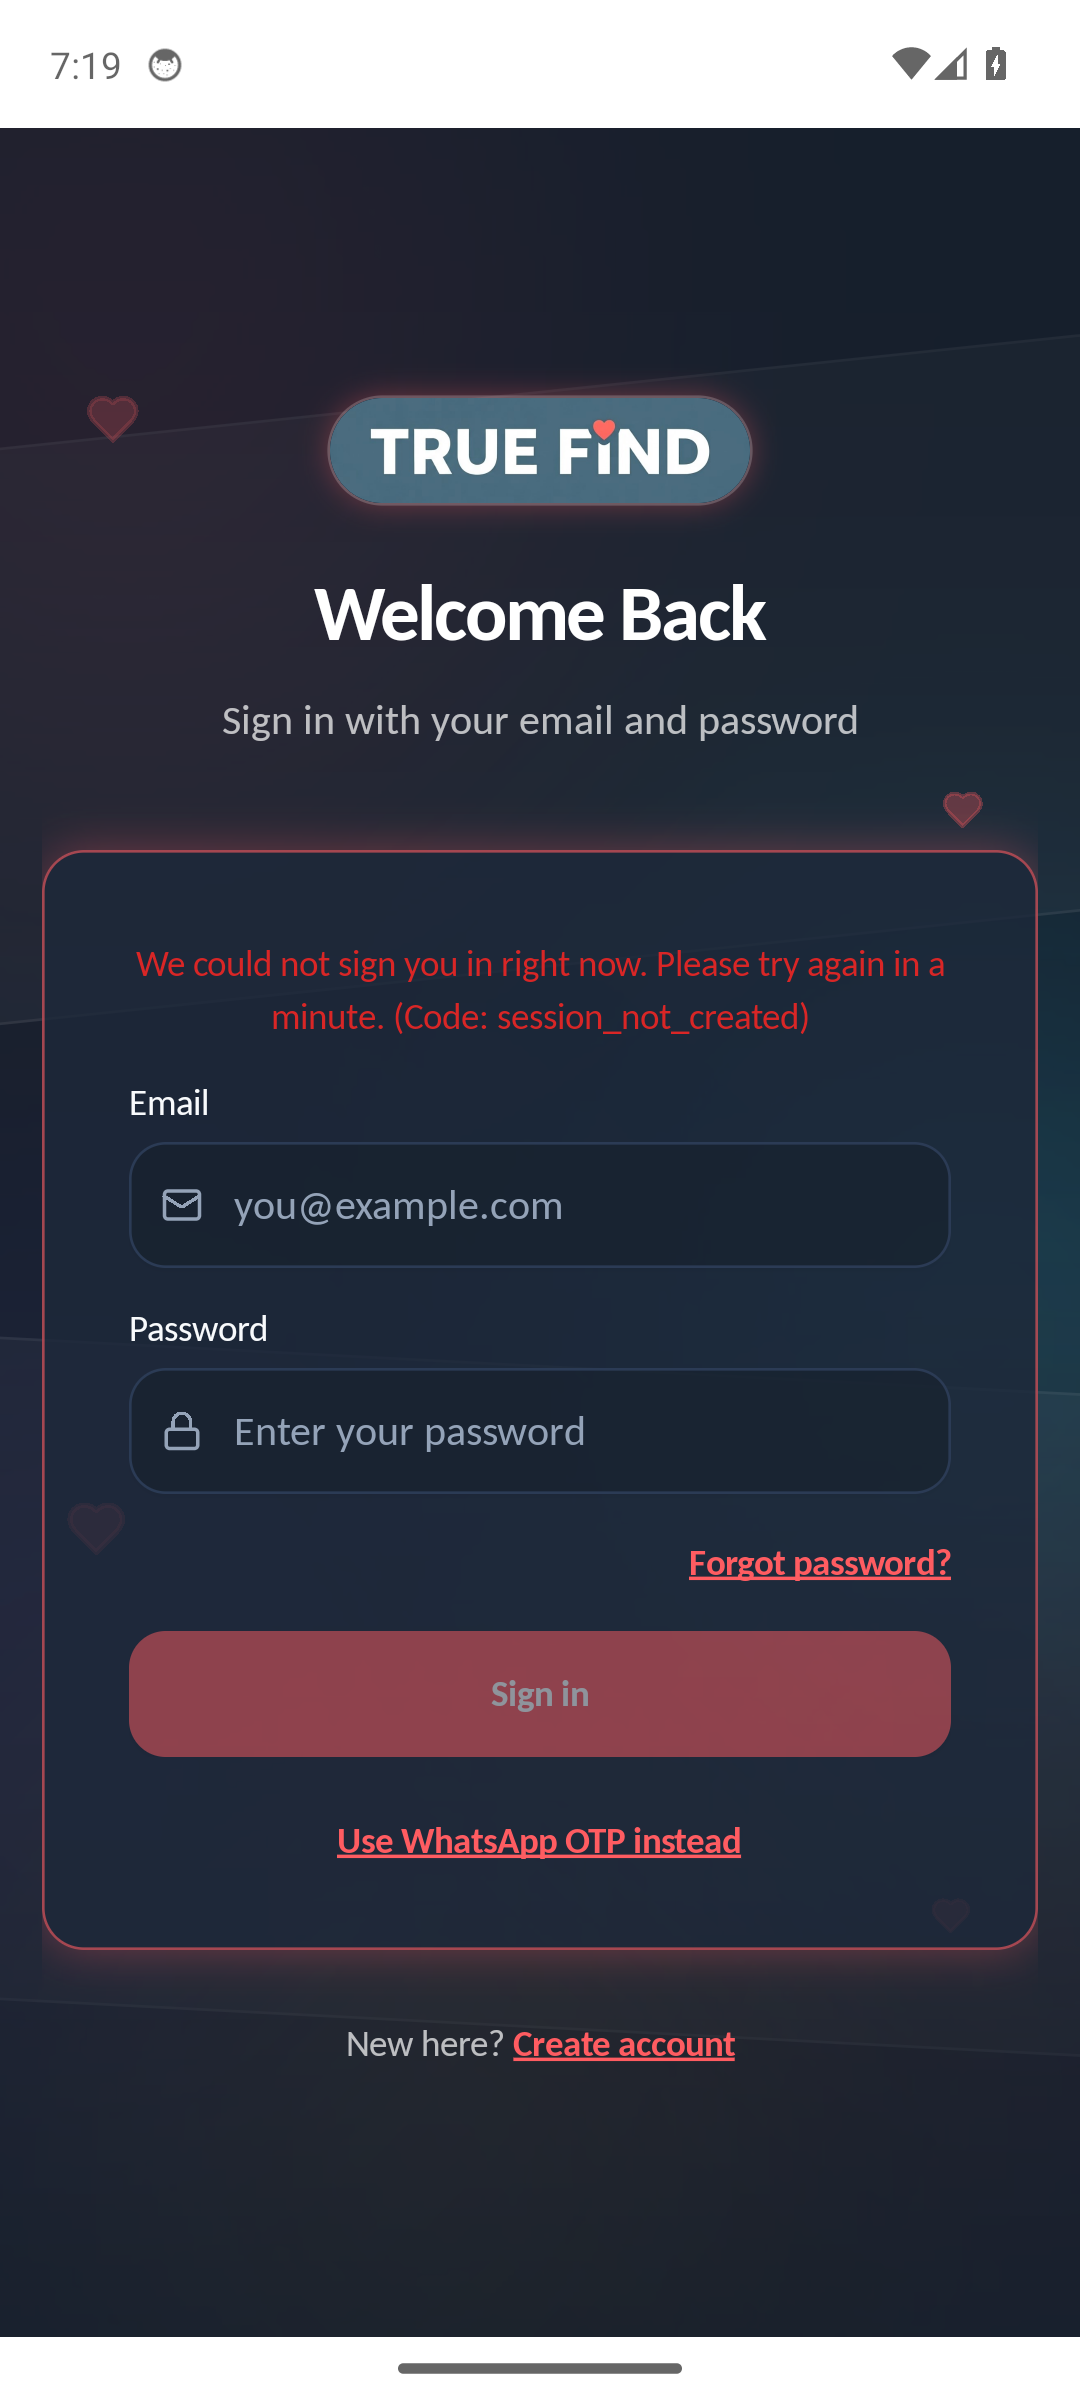 7:19
TRUE FiND
Welcome Back
Sign in with your email and password
We could not sign you in right now. Please try again in a
minute. (Code: session_not_created)
Email
you@example.com
Password
Enter your password
Forgot password?
Sign in
Use WhatsApp OTP instead
New here? Create account